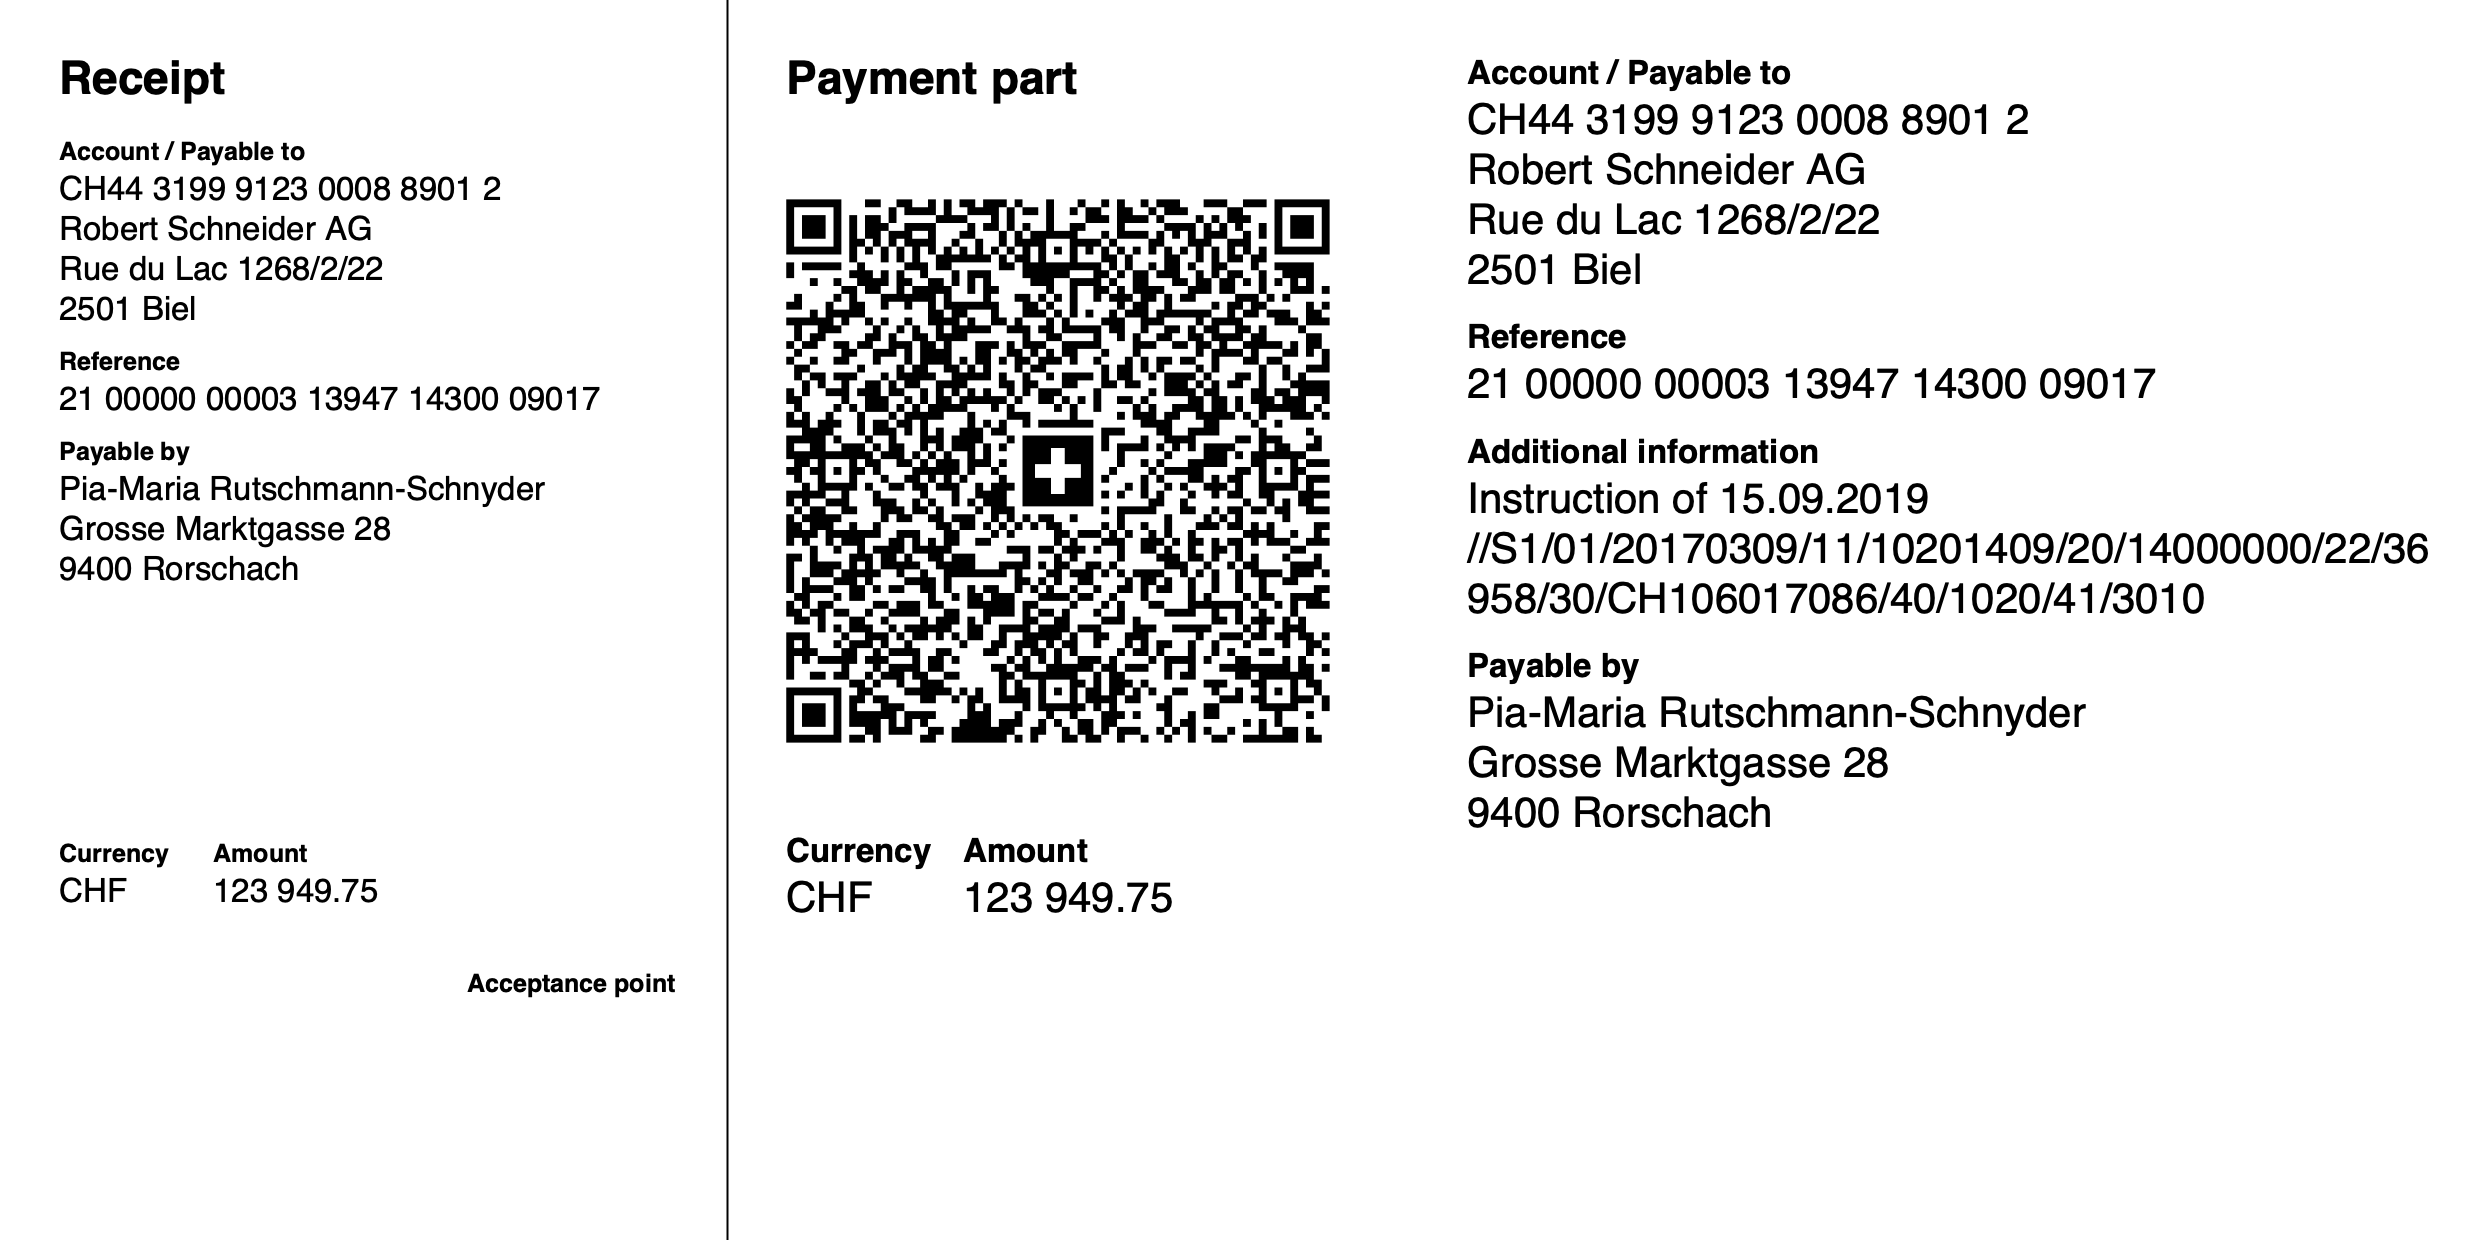 Receipt
Account / Payable to
CH44 3199 9123 0008 8901 2
Robert Schneider AG
Rue du Lac 1268/2/22
2501 Biel
Reference
21 00000 00003 13947 14300 09017
Payable by
Pia-Maria Rutschmann-Schnyder
Grosse Marktgasse 28
9400 Rorschach
Currency Amount
CHF 123 949.75
Acceptance point
Payment part
Currency Amount
CHF 123 949.75
Account / Payable to
CH44 3199 9123 0008 8901 2
Robert Schneider AG
Rue du Lac 1268/2/22
2501 Biel
Reference
21 00000 00003 13947 14300 09017
Additional information
Instruction of 15.09.2019
//S1/01/20170309/11/10201409/20/14000000/22/36
958/30/CH106017086/40/1020/41/3010
Payable by
Pia-Maria Rutschmann-Schnyder
Grosse Marktgasse 28
9400 Rorschach